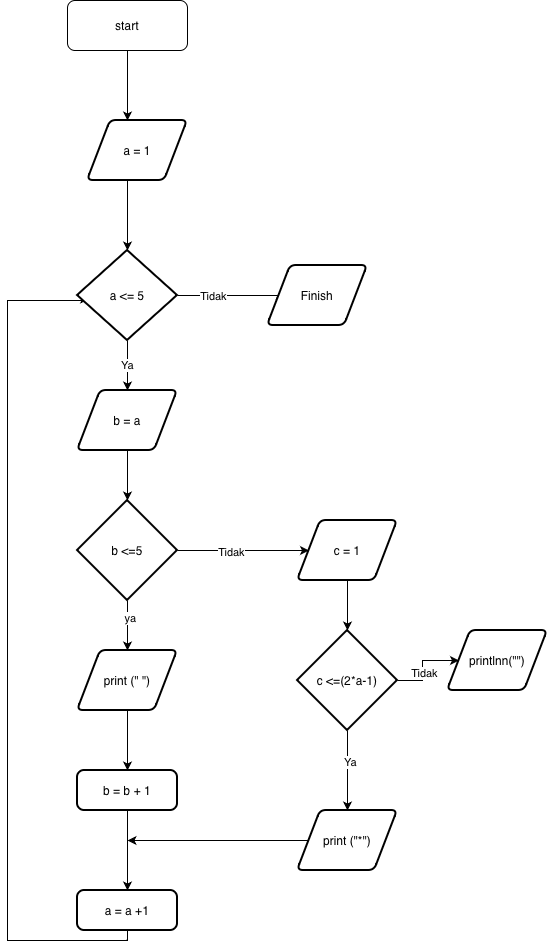 start
a = 1
a <= 5
Tidak
Finish
Ya
b = a
b <=5
Tidak
c = 1
ya
print (" ")
c <=(2*a-1)
Tidak
printlnn("")
Ya
b = b + 1
print ("*")
a = a +1